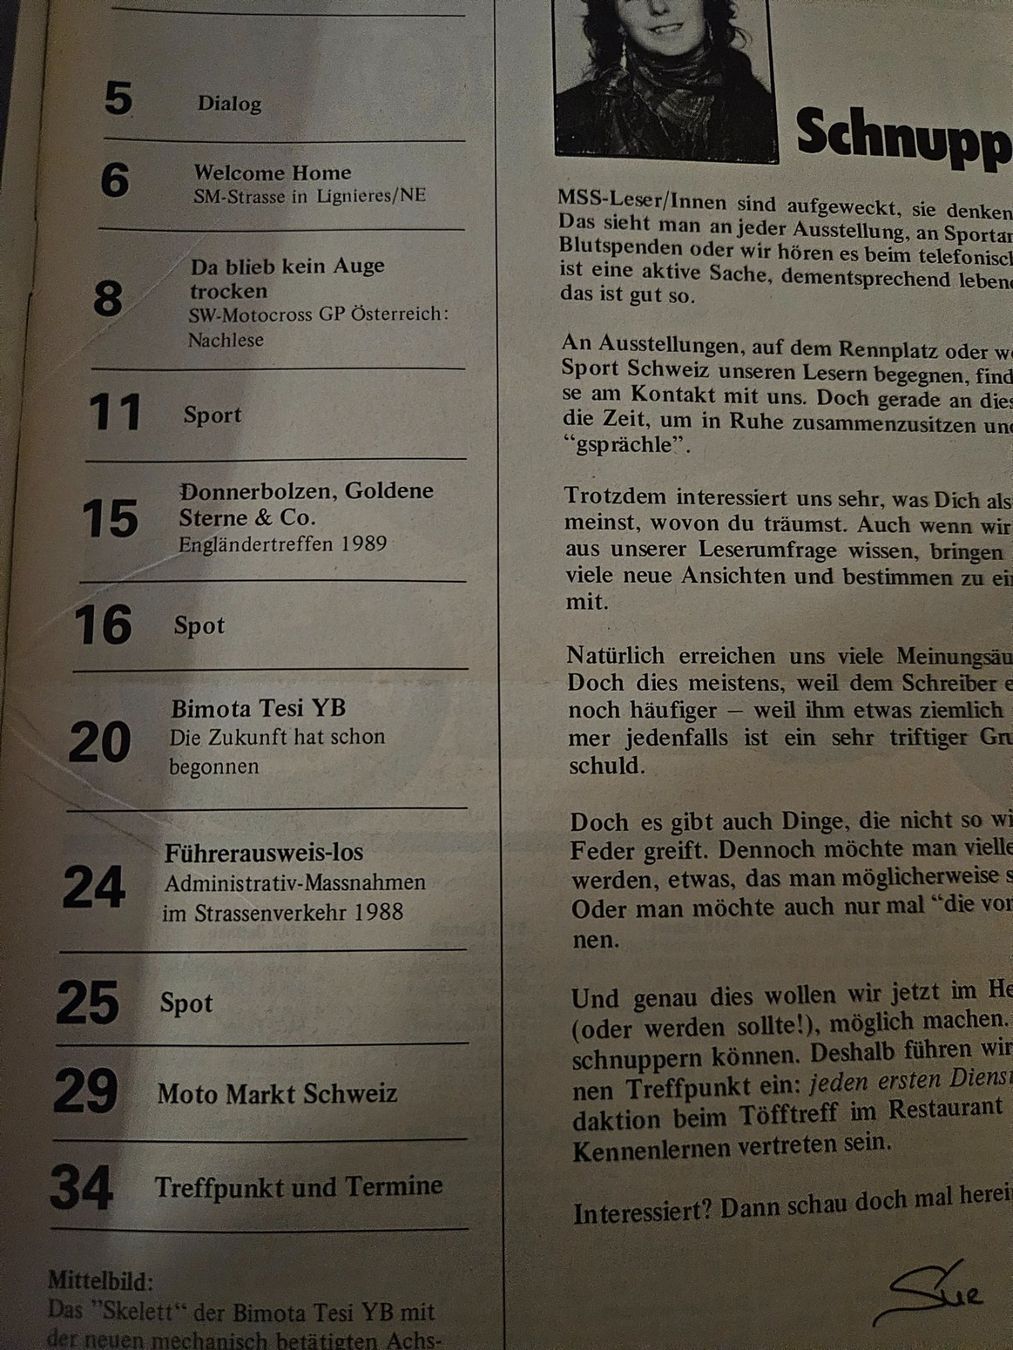 5
Dialog
6
Welcome Home
SM-Strasse in Lignieres/NE
8
Da blieb kein Auge
trocken
SW-Motocross GP Österreich:
Nachlese
11
Sport
15
Donnerbolzen, Goldene
Sterne & Co.
Engländertreffen 1989
16
Spot
20
Bimota Tesi YB
Die Zukunft hat schon
begonnen
24
Führerausweis-los
Administrativ-Massnahmen
im Strassenverkehr 1988
25
Spot
29
Moto Markt Schweiz
34
Treffpunkt und Termine
Mittelbild:
Das "Skelett" der Bimota Tesi YB mit
der neuen mechanisch betätigten Achs-
Schnupp
MSS-Leser/Innen sind aufgeweckt, sie denken
Das sieht man an jeder Ausstellung, an Sportan
Blutspenden oder wir hören es beim telefonisch
ist eine aktive Sache, dementsprechend lebend
das ist gut so.
An Ausstellungen, auf dem Rennplatz oder w
Sport Schweiz unseren Lesern begegnen, find
se am Kontakt mit uns. Doch gerade an dies
die Zeit, um in Ruhe zusammenzusitzen und
“gsprächle”.
Trotzdem interessiert uns sehr, was Dich als
meinst, wovon du träumst. Auch wenn wir
aus unserer Leserumfrage wissen, bringen
viele neue Ansichten und bestimmen zu ein
mit.
Natürlich erreichen uns viele Meinungsäu
Doch dies meistens, weil dem Schreiber e
noch häufiger – weil ihm etwas ziemlich
mer jedenfalls ist ein sehr triftiger Gru
schuld.
Doch es gibt auch Dinge, die nicht so wi
Feder greift. Dennoch möchte man vielle
werden, etwas, das man möglicherweise s
Oder man möchte auch nur mal “die von
nen.
Und genau dies wollen wir jetzt im He
(oder werden sollte!), möglich machen.
schnuppern können. Deshalb führen wir
nen Treffpunkt ein: jeden ersten Dienst
daktion beim Töfftreff im Restaurant
Kennenlernen vertreten sein.
Interessiert? Dann schau doch mal herei
Sue